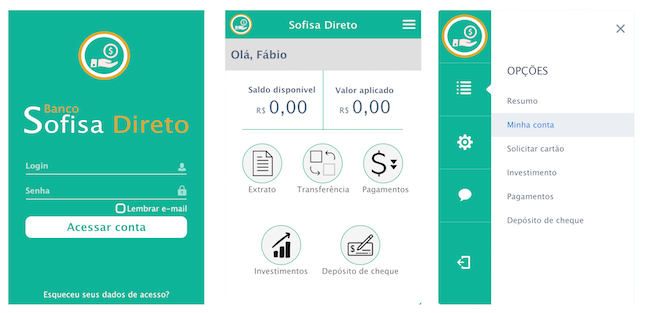 Banco
Sofisa Direto
Login
Senha
Lembrar e-mail
Acessar conta
Esqueceu seus dados de acesso?
Sofisa Direto
Olá, Fábio
Saldo disponível
R$ 0,00
Valor aplicado
R$ 0,00
Extrato
Transferência
Pagamentos
Investimentos
Depósito de cheque
OPÇÕES
Resumo
Minha conta
Solicitar cartão
Investimento
Pagamentos
Depósito de cheque